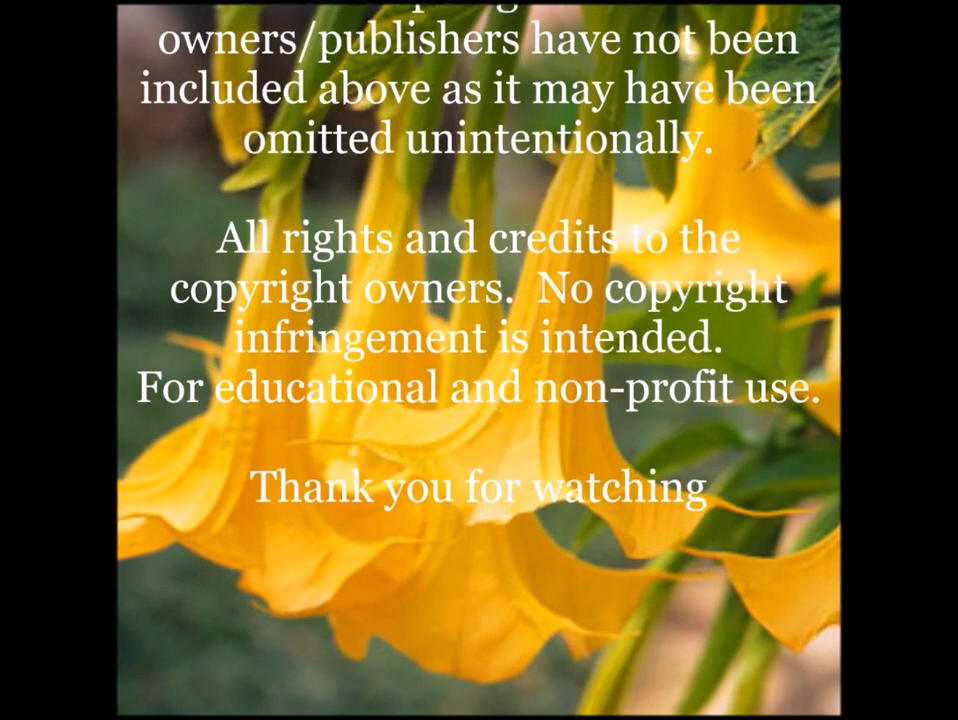 owners/publishers have not been
included above as it may have been
omitted unintentionally.
All rights and credits to the
copyright owners.  No copyright
infringement is intended.
For educational and non-profit use.
Thank you for watching